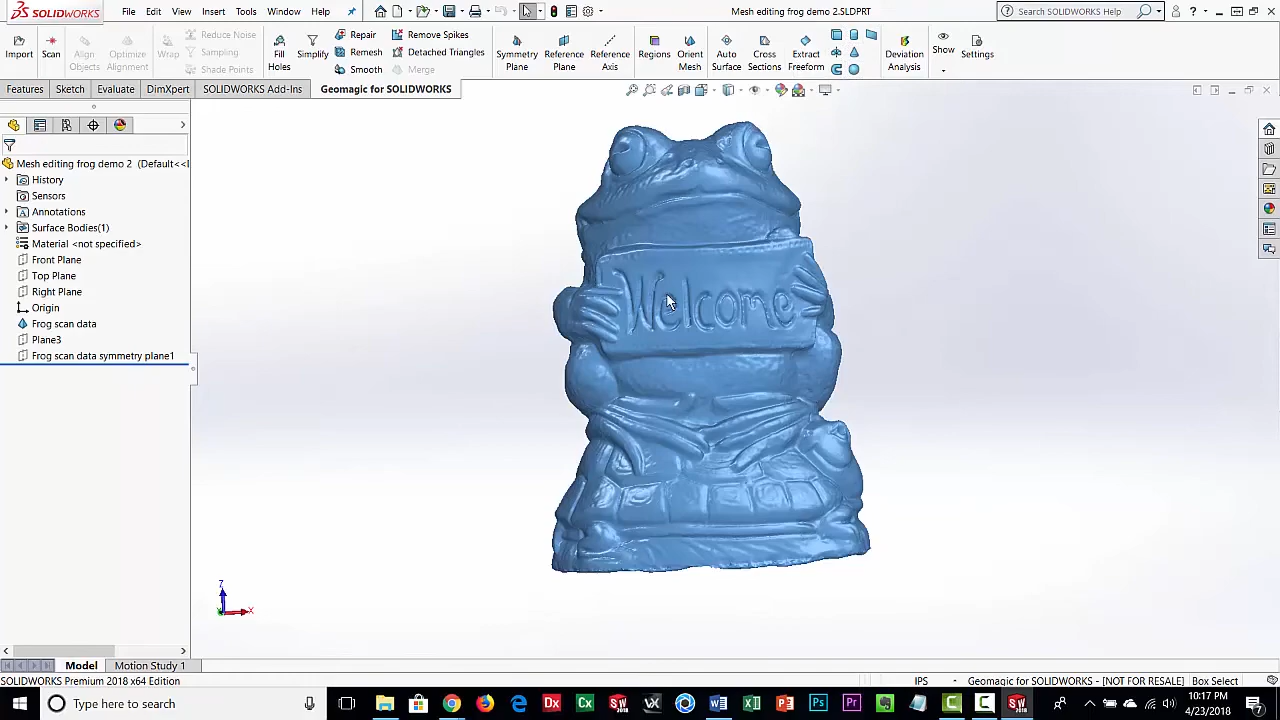 SOLIDWORKS File Edit View Insert Tools Window Help Mesh editing frog demo 2.SLDPRT Search SOLIDWORKS Help
Import Scan Align Objects Optimize Alignment Wrap Reduce Noise Sampling Shade Points Fill Holes Simplify Repair Remesh Smooth Remove Spikes Detached Triangles Merge Symmetry Plane Reference Plane Reference Axis Regions Orient Mesh Auto Surface Cross Sections Extract Freeform Deviation Analysis Show Settings
Features Sketch Evaluate DimXpert SOLIDWORKS Add-Ins Geomagic for SOLIDWORKS
Mesh editing frog demo 2 (Default<<I
History
Sensors
Annotations
Surface Bodies(1)
Material <not specified>
Front Plane
Top Plane
Right Plane
Origin
Frog scan data
Plane3
Frog scan data symmetry plane1
Welcome
Z
X
Model Motion Study 1
SOLIDWORKS Premium 2018 x64 Edition IPS Geomagic for SOLIDWORKS - [NOT FOR RESALE] Box Select
Type here to search 10:17 PM
4/23/2018